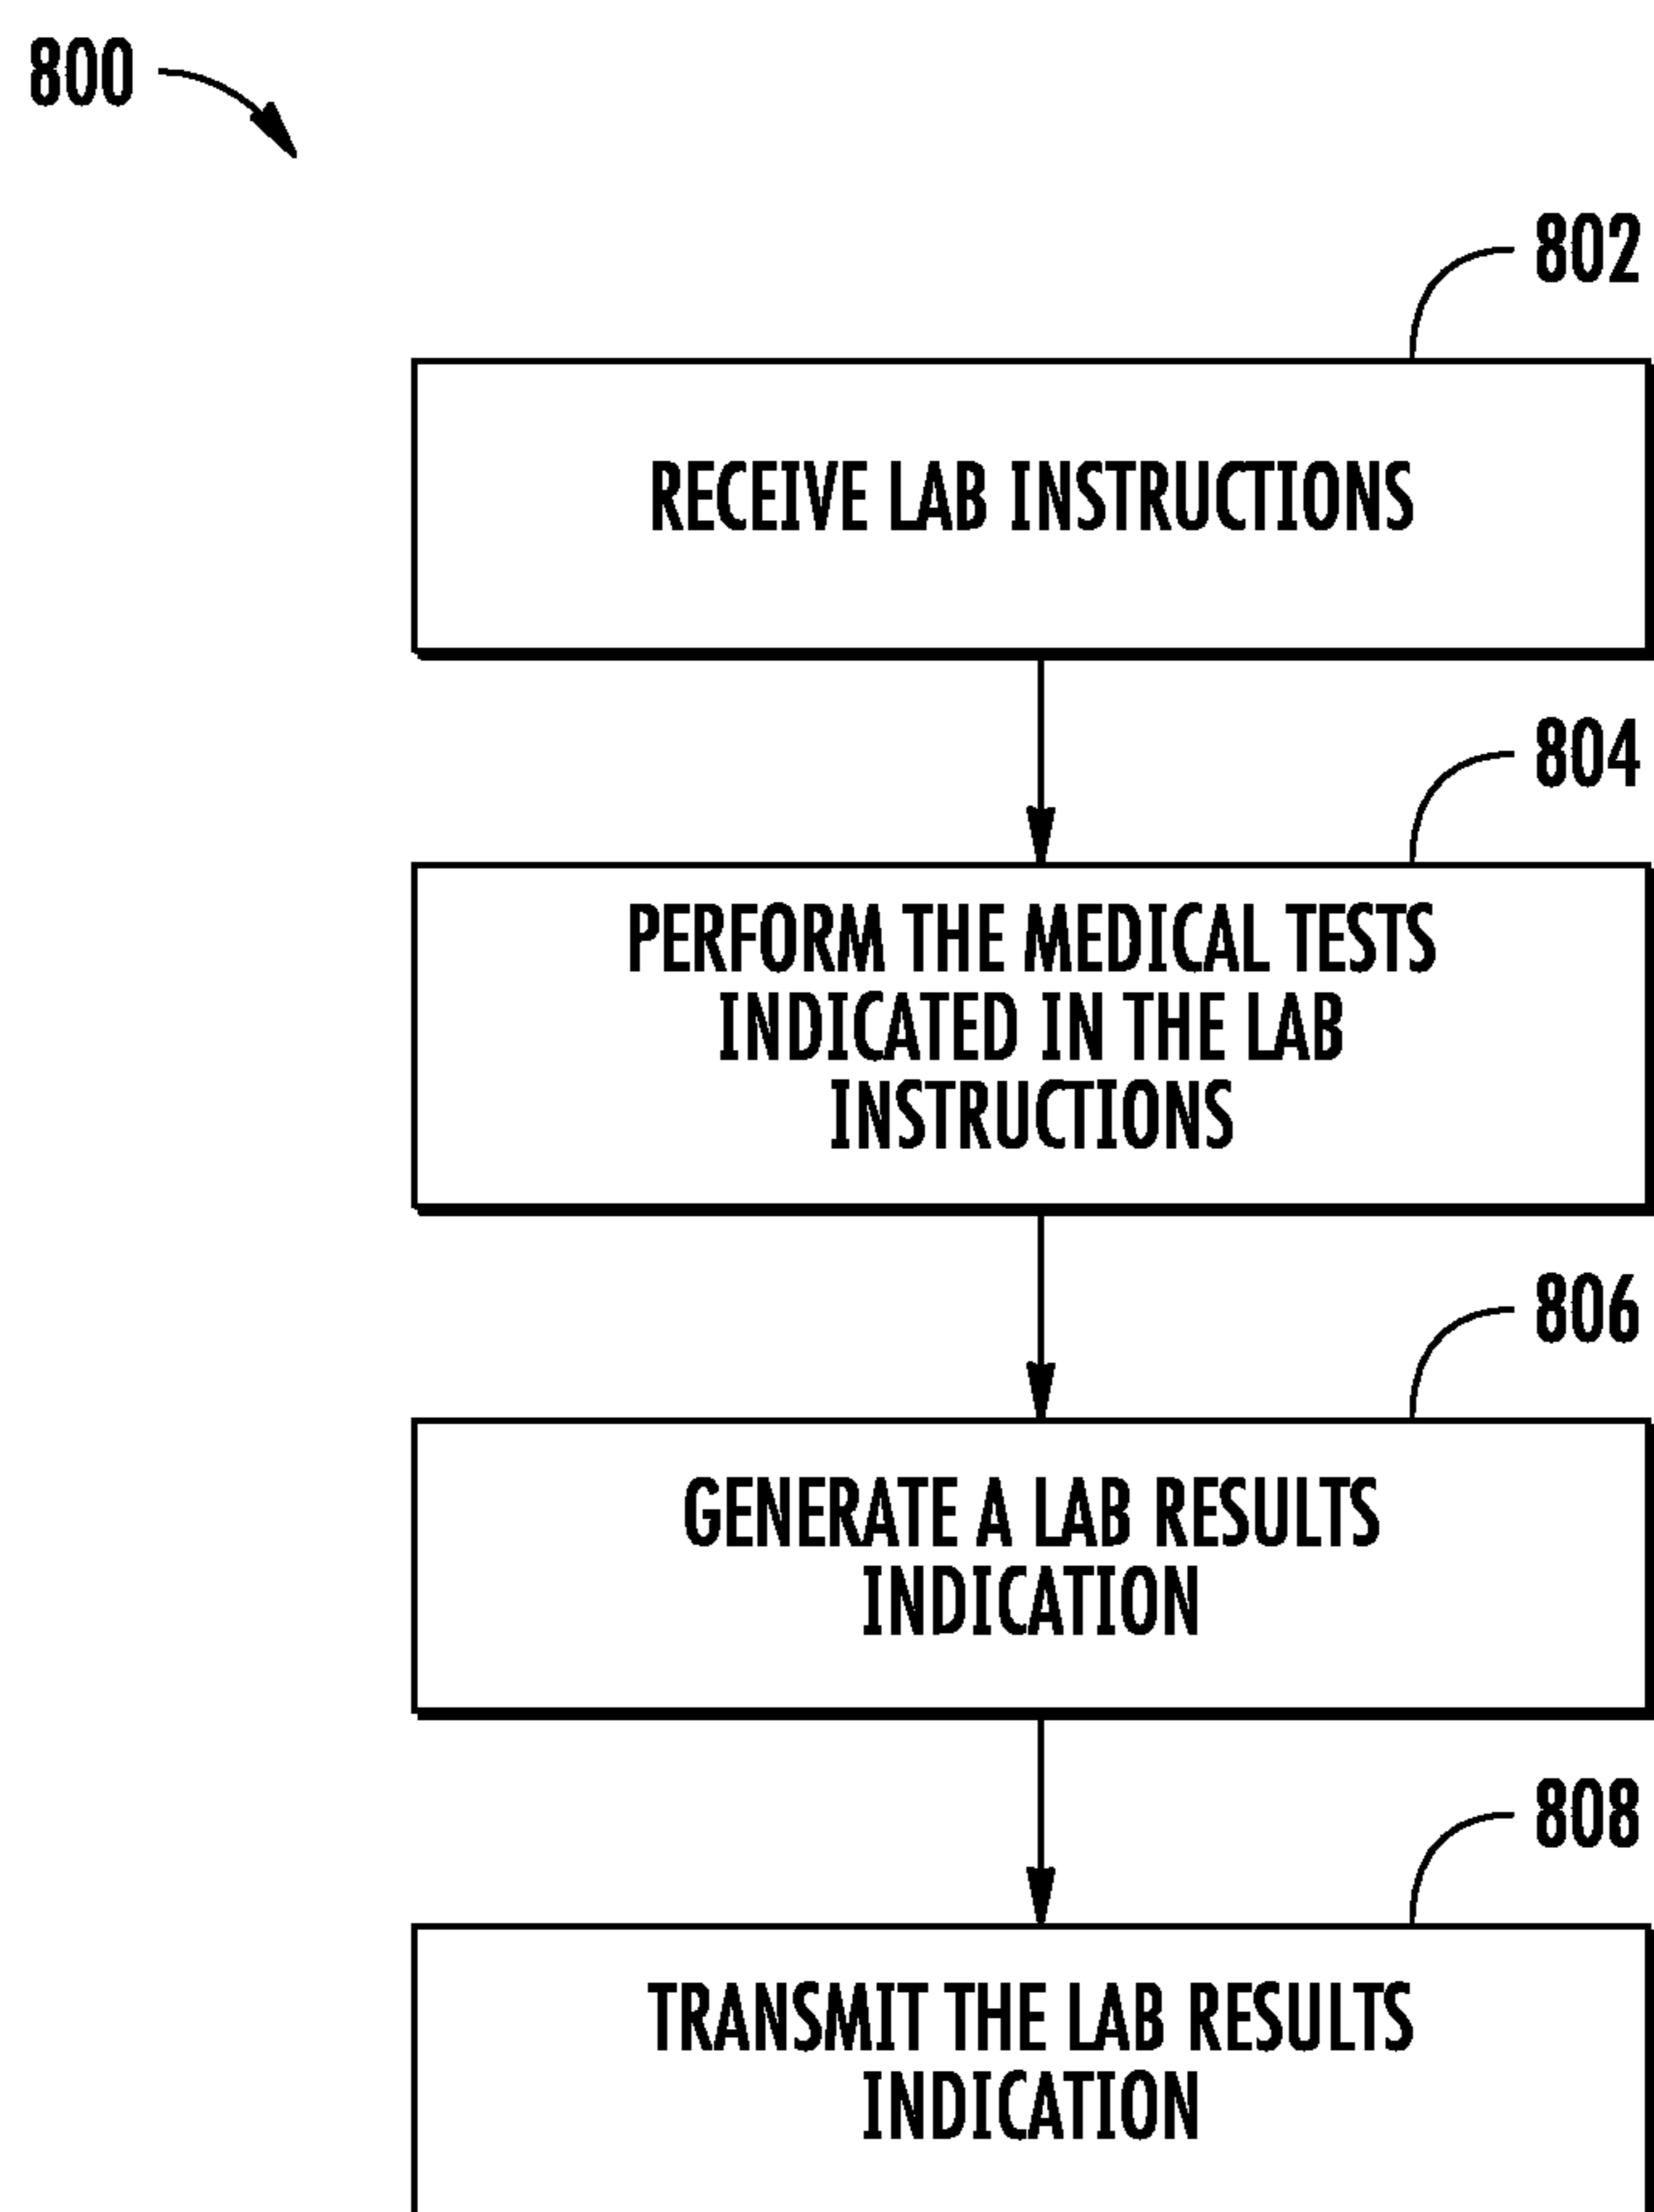 800
802
RECEIVE LAB INSTRUCTIONS
804
PERFORM THE MEDICAL TESTS
INDICATED IN THE LAB
INSTRUCTIONS
806
GENERATE A LAB RESULTS
INDICATION
808
TRANSMIT THE LAB RESULTS
INDICATION